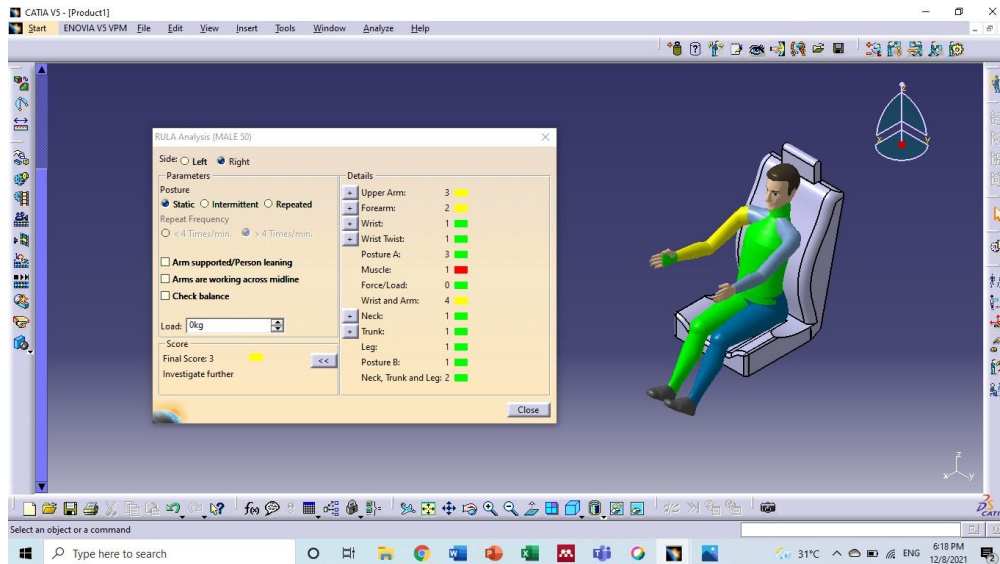 CATIA V5 - [Product1]
Start ENOVIA V5 VPM File Edit View Insert Tools Window Analyze Help
RULA Analysis (MALE 50)
Side: Left Right
Parameters
Posture
Static Intermittent Repeated
Repeat Frequency
< 4 Times/min. > 4 Times/min.
Arm supported/Person leaning
Arms are working across midline
Check balance
Load: 0kg
Score
Final Score: 3
<<
Investigate further
Details
+ Upper Arm: 3
+ Forearm: 2
+ Wrist: 1
+ Wrist Twist: 1
Posture A: 3
Muscle: 1
Force/Load: 0
Wrist and Arm: 4
+ Neck: 1
+ Trunk: 1
Leg: 1
Posture B: 1
Neck, Trunk and Leg: 2
Close
z
z
y
f(x)
Select an object or a command
Type here to search
31°C
ENG
6:18 PM
12/8/2021